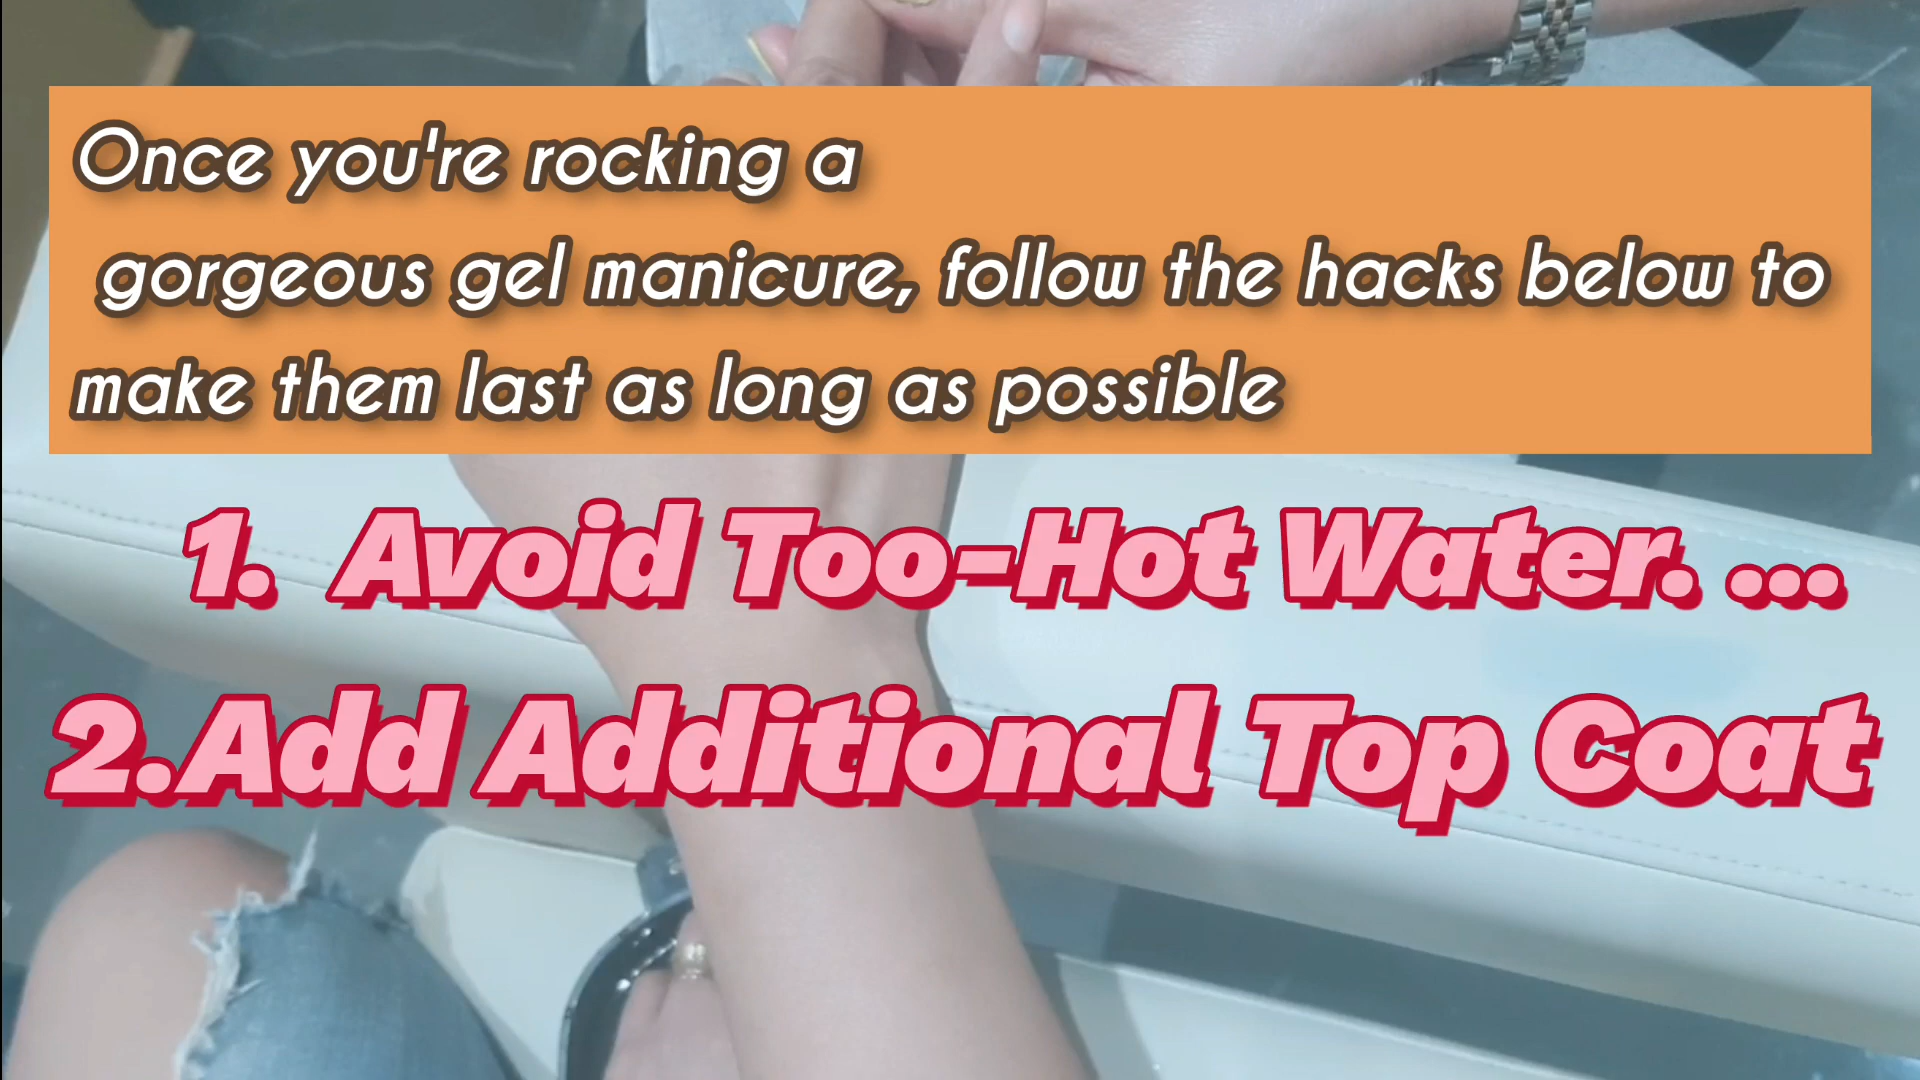 Once you're rocking a
gorgeous gel manicure, follow the hacks below to
make them last as long as possible
1. Avoid Too-Hot Water. ...
2.Add Additional Top Coat